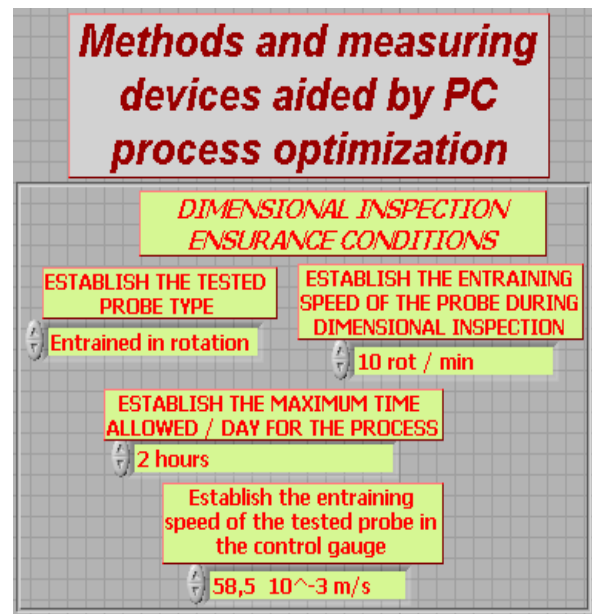 Methods and measuring
devices aided by PC
process optimization
DIMENSIONAL INSPECTION
ENSURANCE CONDITIONS
ESTABLISH THE TESTED
PROBE TYPE
Entrained in rotation
ESTABLISH THE ENTRAINING
SPEED OF THE PROBE DURING
DIMENSIONAL INSPECTION
10 rot / min
ESTABLISH THE MAXIMUM TIME
ALLOWED / DAY FOR THE PROCESS
2 hours
Establish the entraining
speed of the tested probe in
the control gauge
58,5 10^-3 m/s